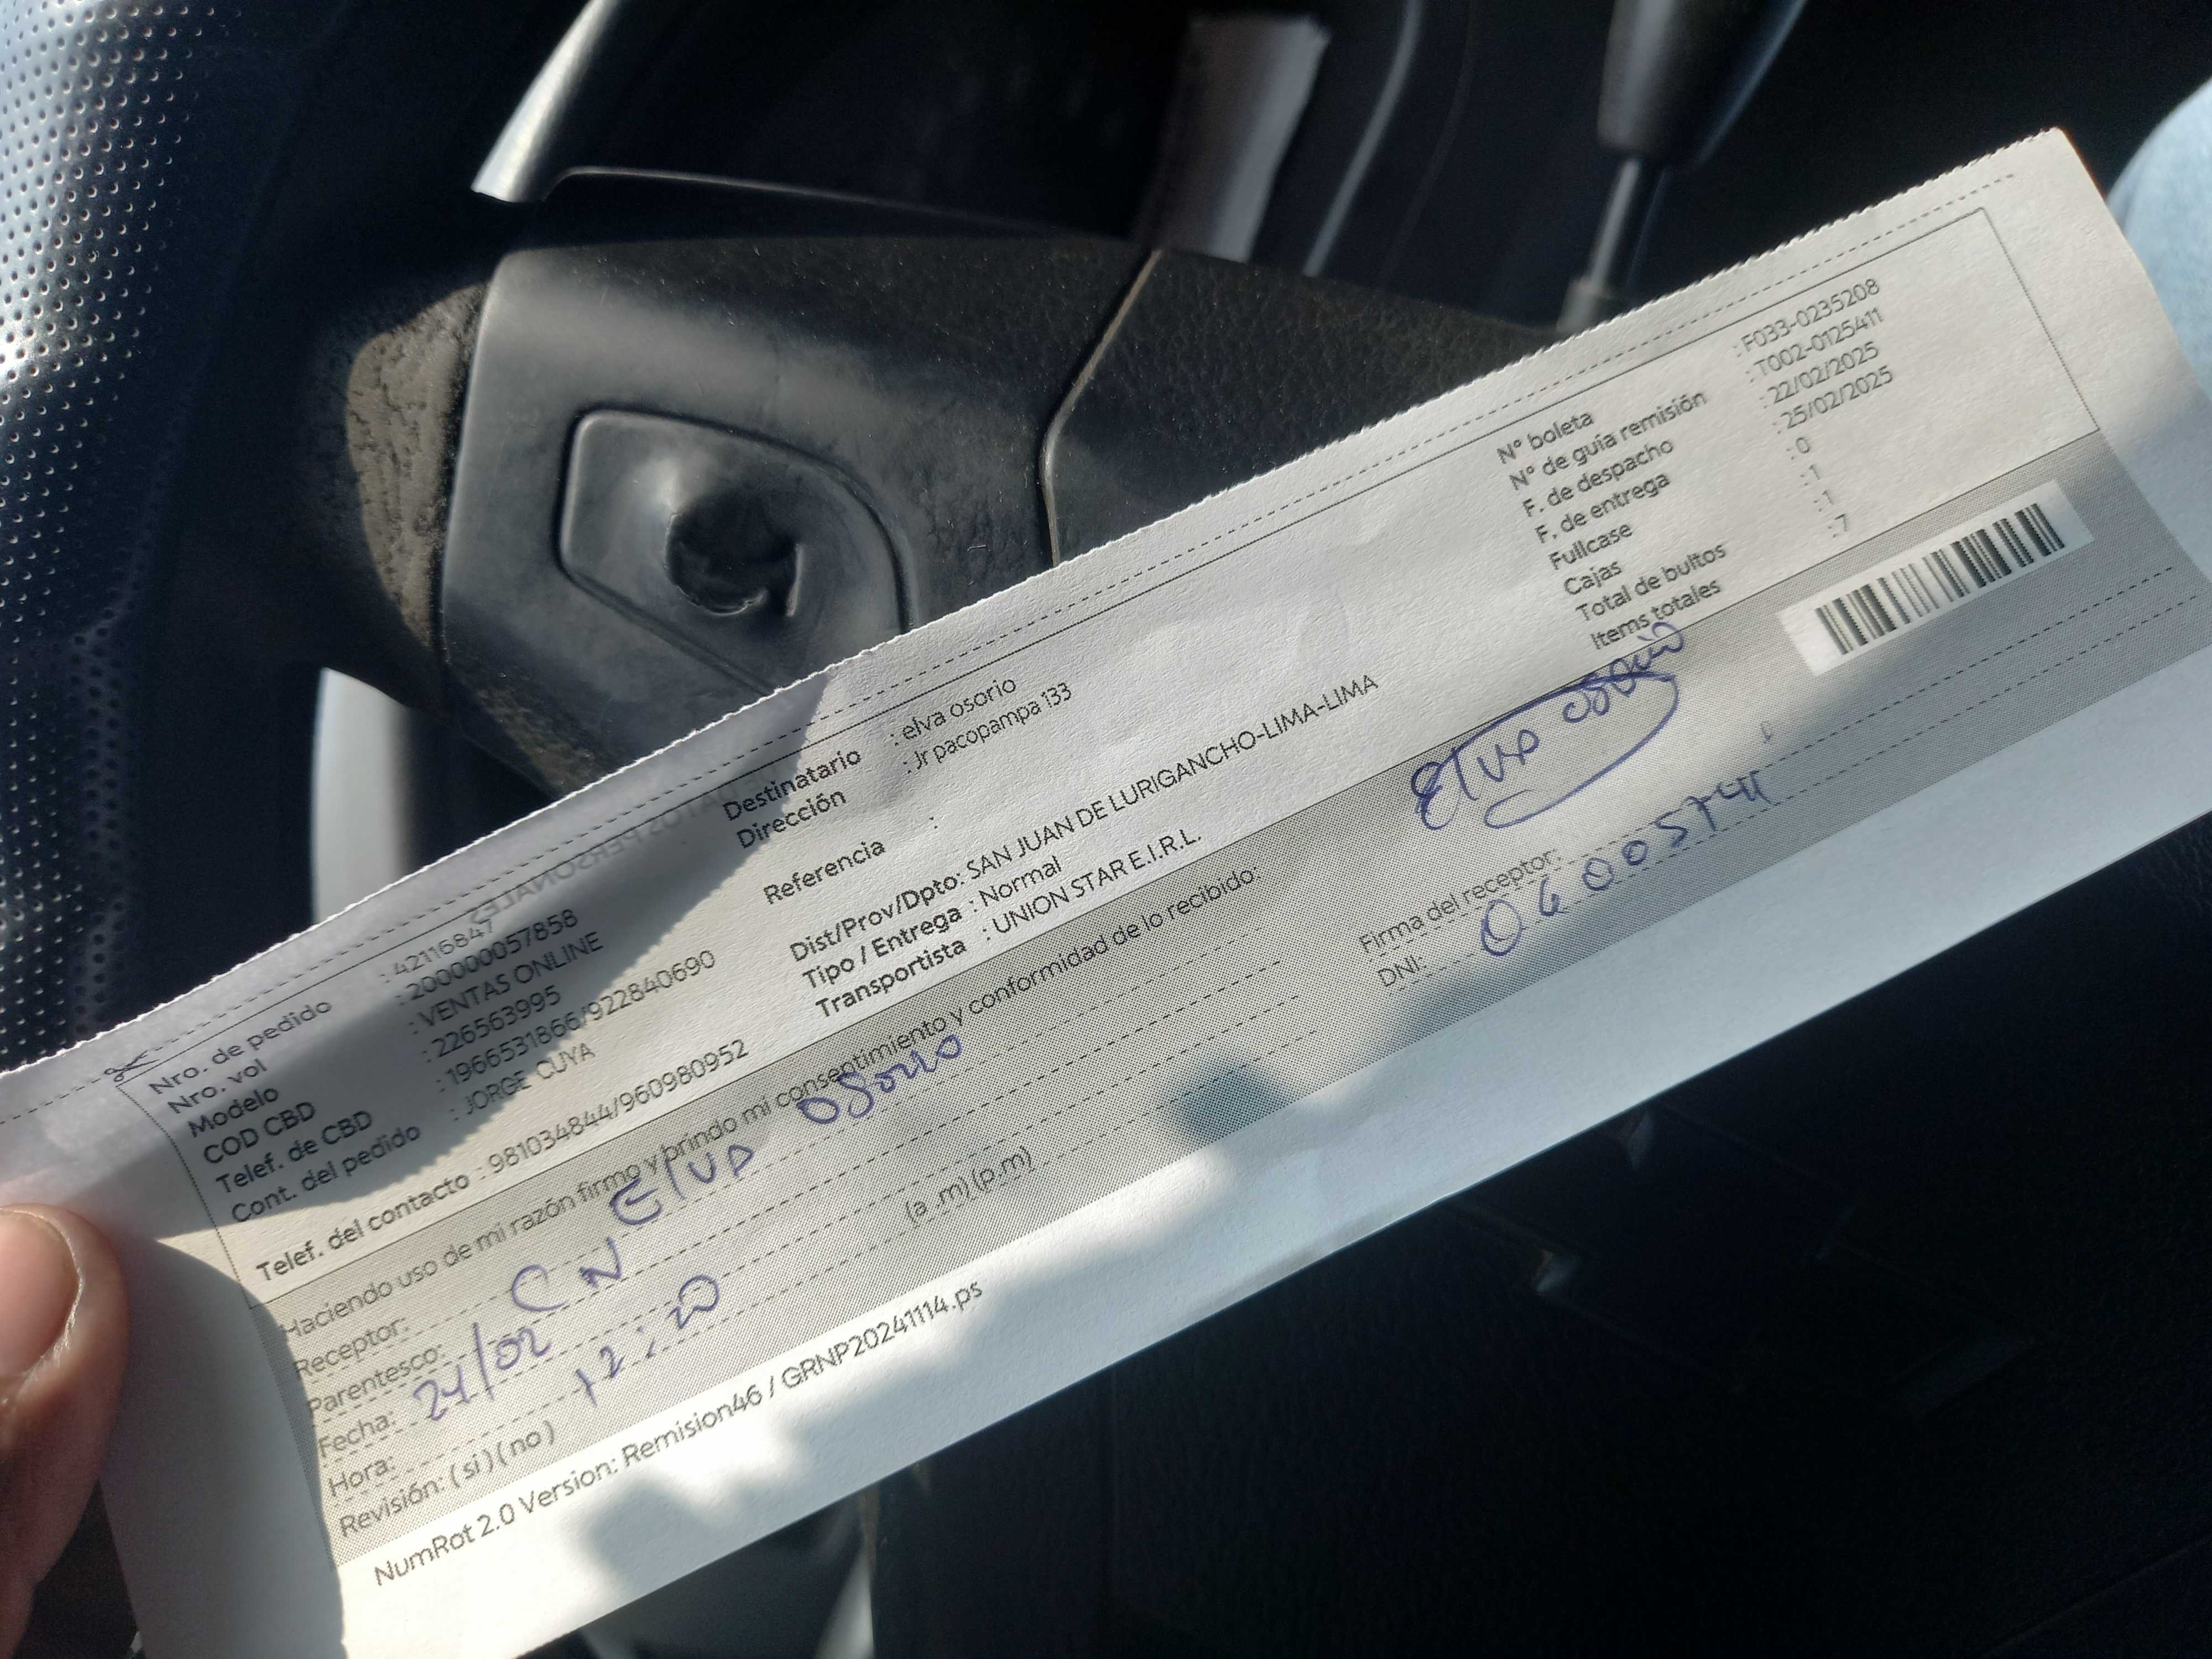 Nro. de pedido : 42116847
Nro. vol : 200000057858
Modelo : VENTAS ONLINE
COD CBD : 226563995
Telef. de CBD : 1966531866/922840690
Cont. del pedido : JORGE CUYA
Telef. del contacto : 981034844/960980952
Destinatario : elva osorio
Dirección : Jr pacopampa 133
Referencia :
Dist/Prov/Dpto: SAN JUAN DE LURIGANCHO-LIMA-LIMA
Tipo / Entrega : Normal
Transportista : UNION STAR E.I.R.L.
N° boleta : F033-0235208
N° de guia remisión : T002-0125411
F. de despacho : 22/02/2025
F. de entrega : 25/02/2025
Fullcase : 0
Cajas : 1
Total de bultos : 1
Items totales : 7
Haciendo uso de mi razón firmo y brindo mi consentimiento y conformidad de lo recibido:
Receptor: Elva Osorio
Parentesco: CN
Fecha: 24/02
Hora: 12:20 (a .m) (p.m)
Revisión: (si) (no)
Elva Osorio
Firma del receptor:
DNI:
NumRot 2.0 Version: Remision46 / GRNP20241114.ps